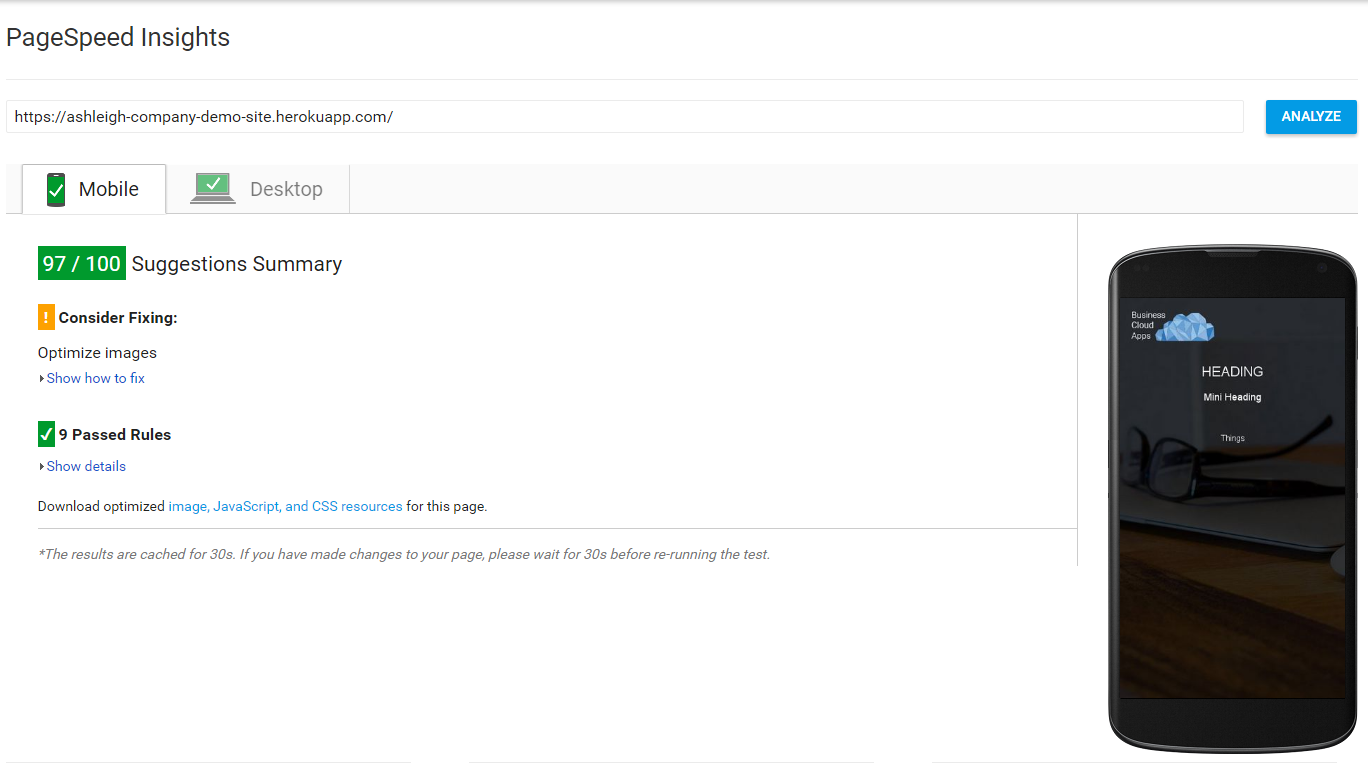 PageSpeed Insights
https://ashleigh-company-demo-site.herokuapp.com/
ANALYZE
Mobile
Desktop
97 / 100 Suggestions Summary
! Consider Fixing:
Optimize images
Show how to fix
9 Passed Rules
Show details
Download optimized image, JavaScript, and CSS resources for this page.
*The results are cached for 30s. If you have made changes to your page, please wait for 30s before re-running the test.
Business
Cloud
Apps
HEADING
Mini Heading
Things